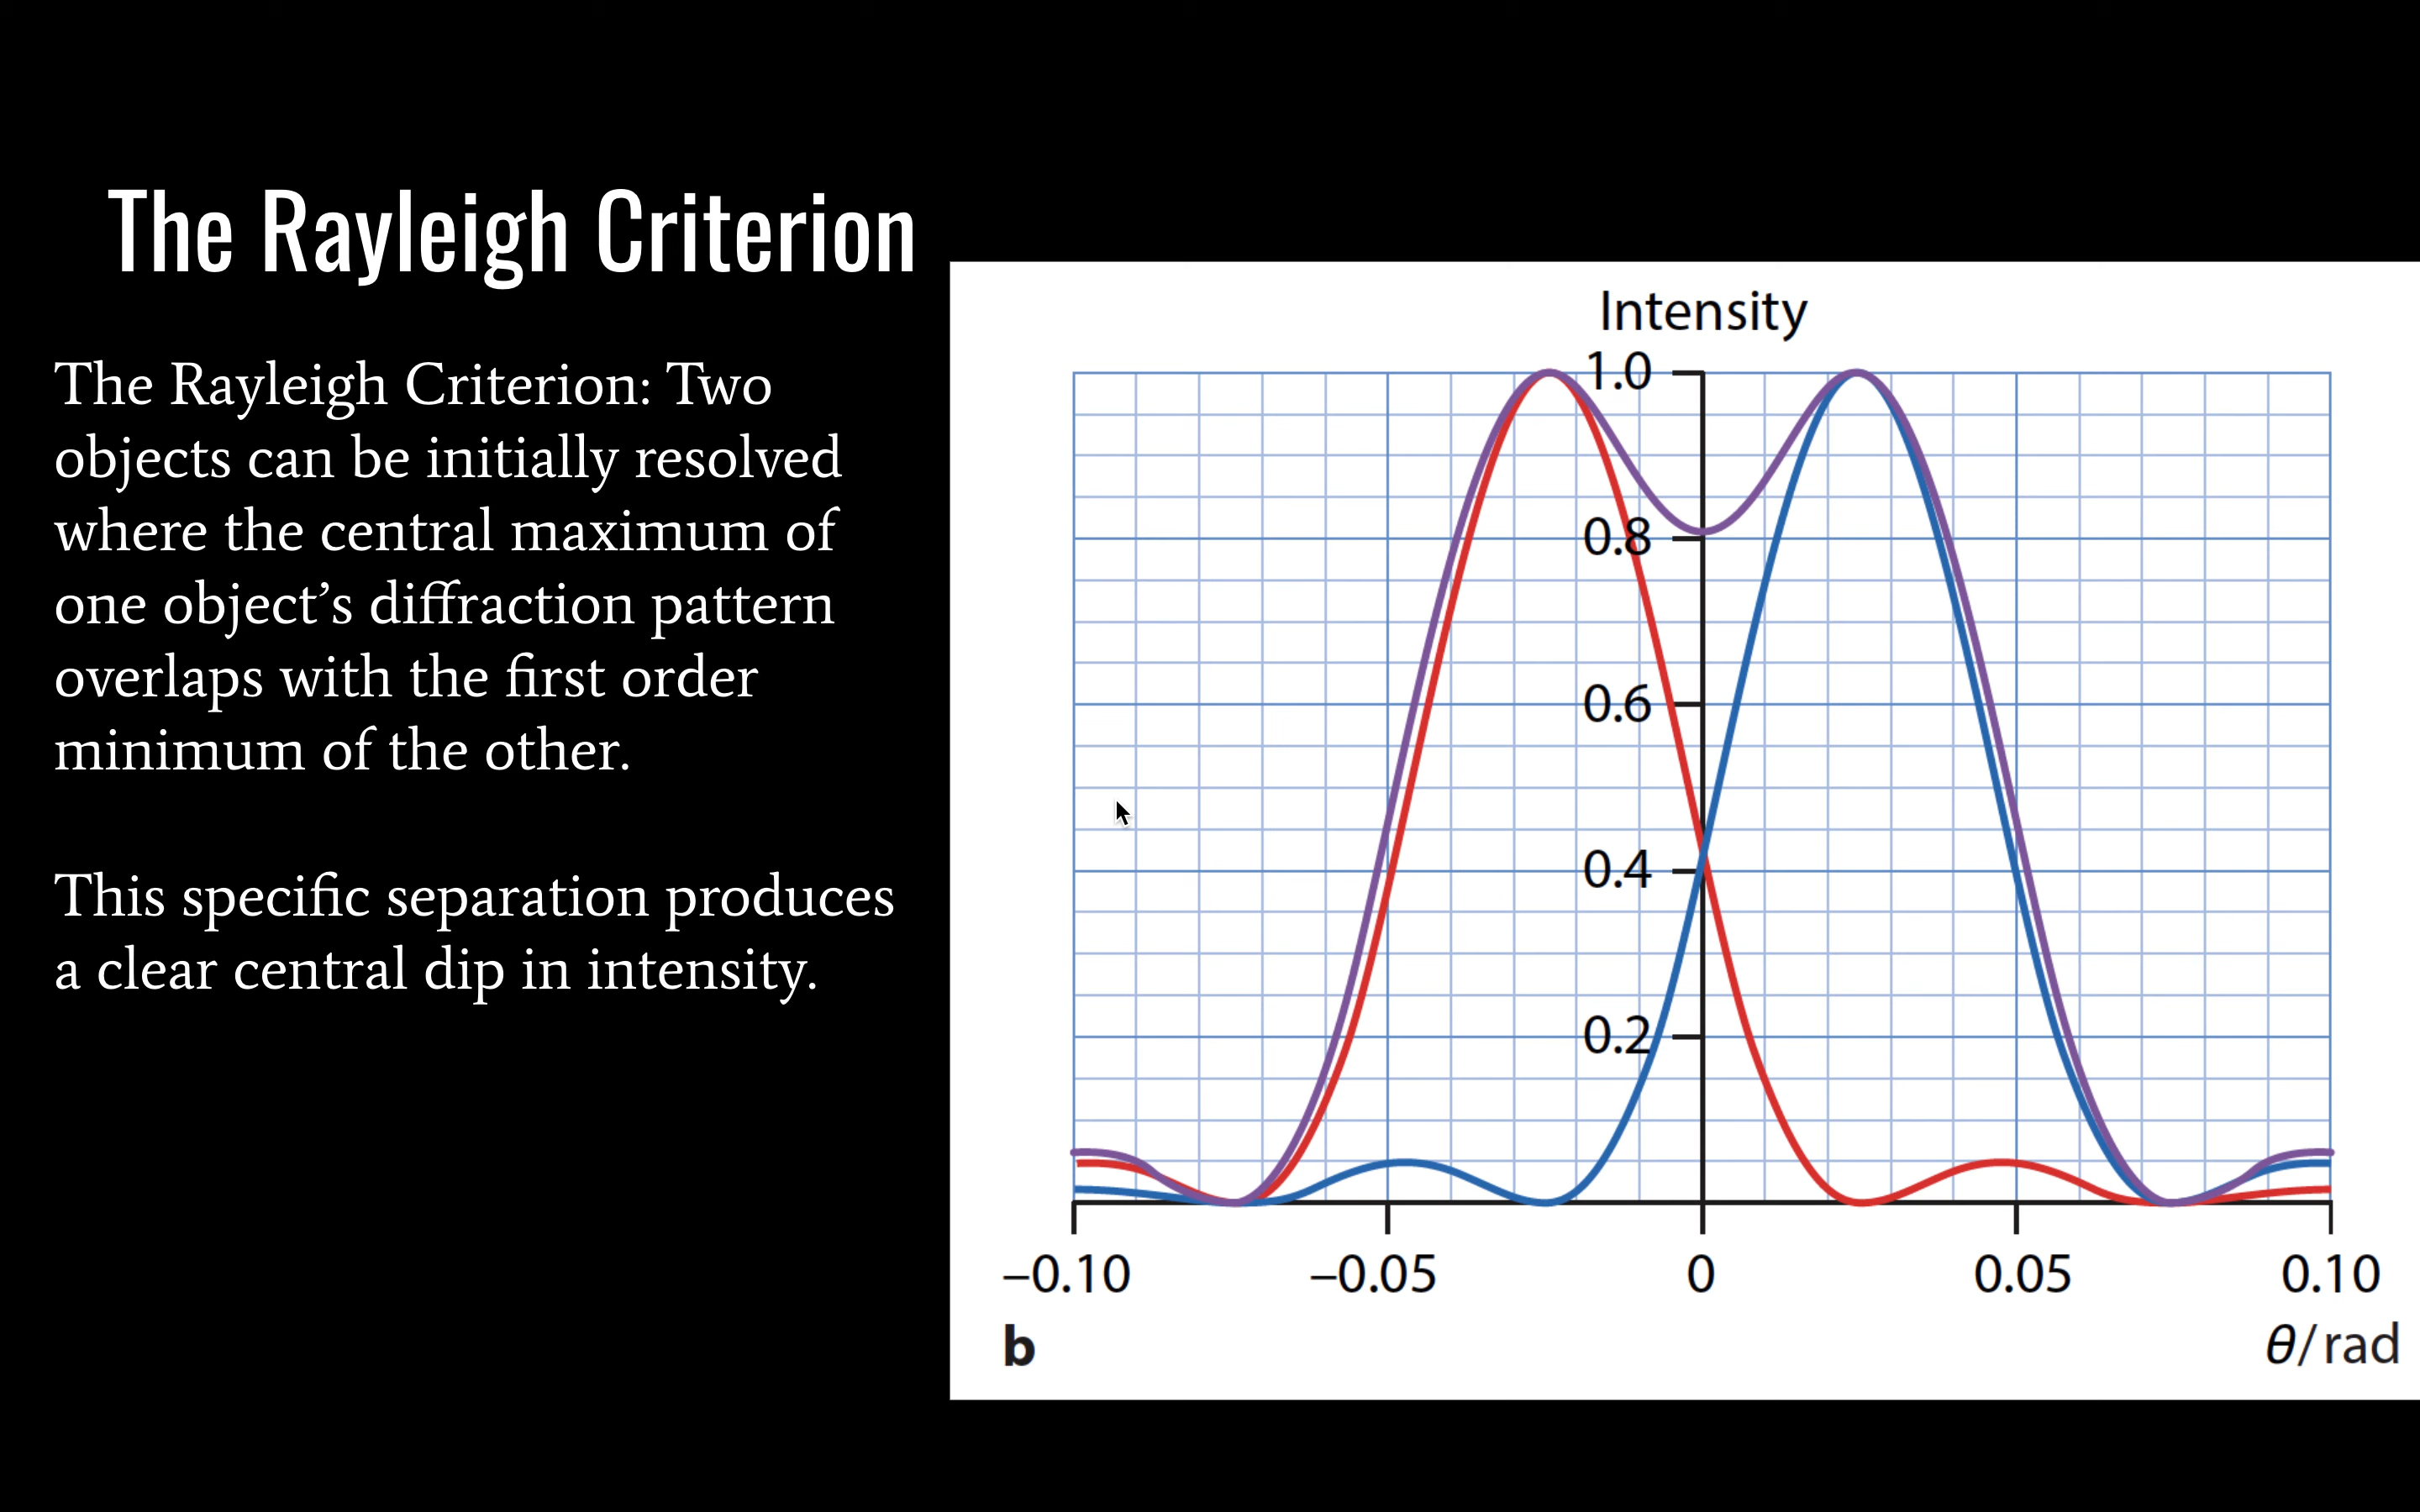 The Rayleigh Criterion
The Rayleigh Criterion: Two
objects can be initially resolved
where the central maximum of
one object’s diffraction pattern
overlaps with the first order
minimum of the other.
This specific separation produces
a clear central dip in intensity.
Intensity
1.0
0.8
0.6
0.4
0.2
–0.10
–0.05
0
0.05
0.10
b
θ/rad